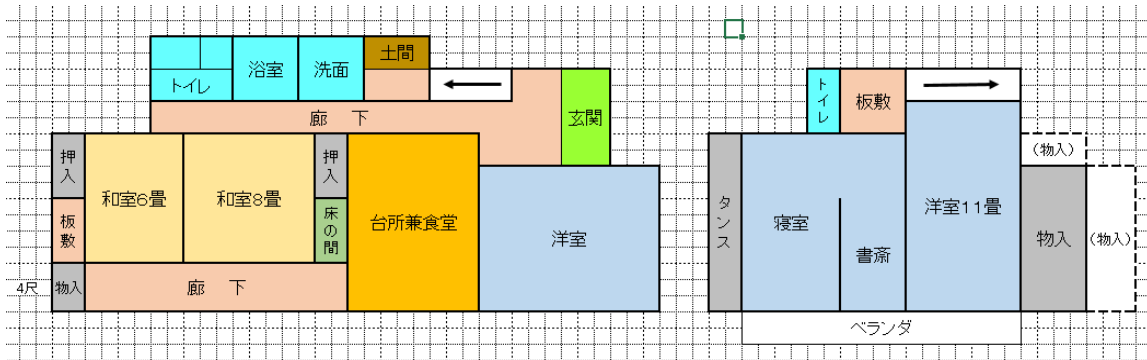 トイレ
浴室
洗面
土間
廊 下
玄関
押入
和室6畳
和室8畳
押入
板敷
床の間
台所兼食堂
洋室
4尺
物入
廊 下
トイレ
板敷
(物入)
タンス
寝室
書斎
洋室11畳
物入
(物入)
ベランダ